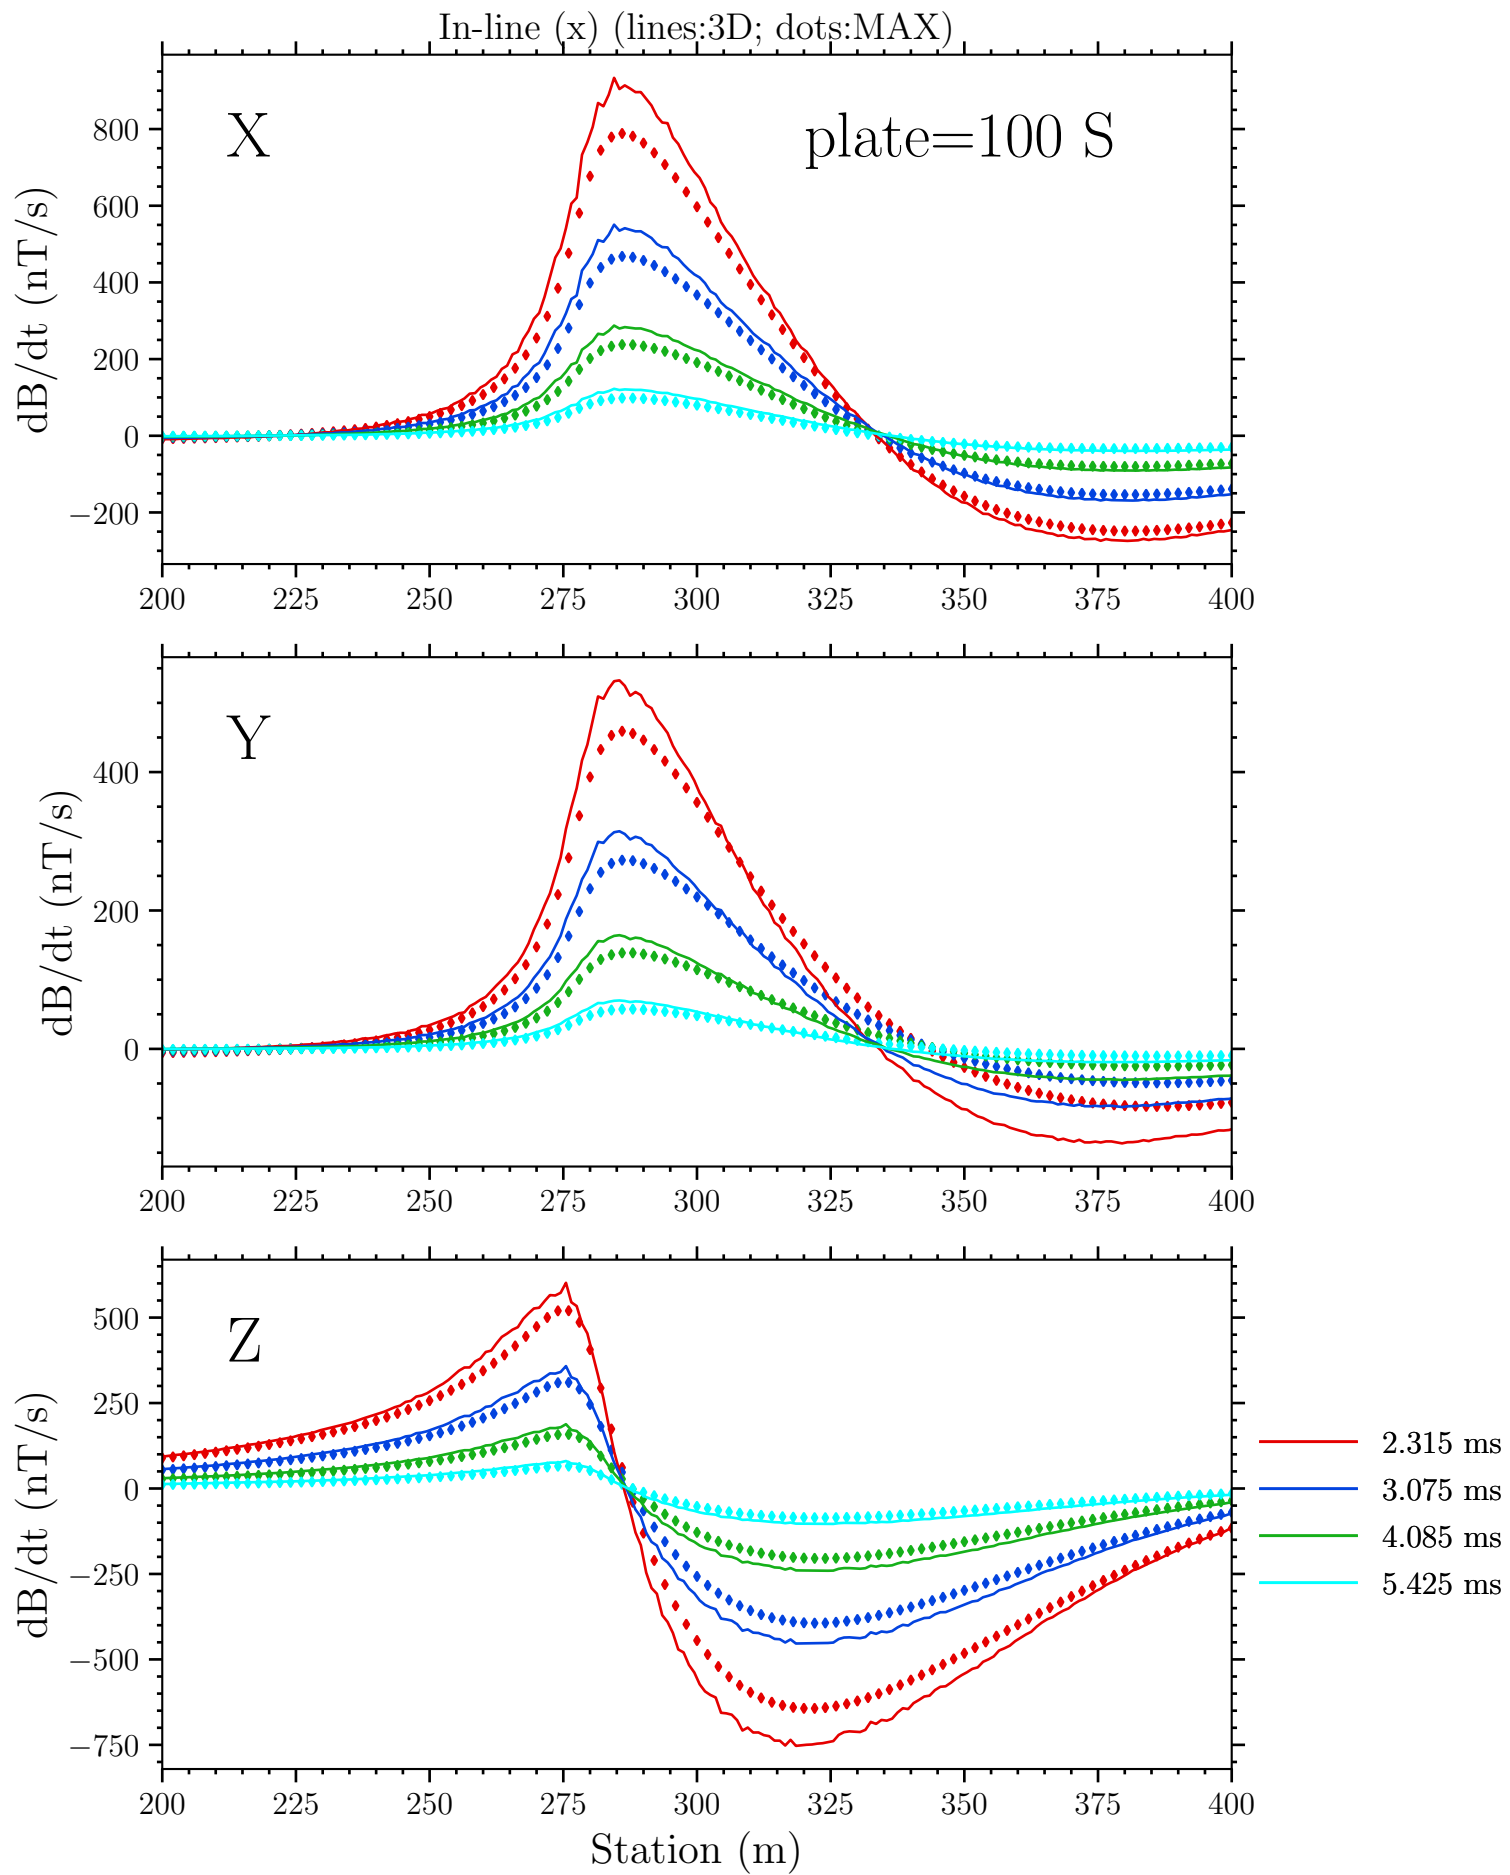 In-line (x) (lines:3D; dots:MAX)
X
plate=100 S
dB/dt (nT/s)
800
600
400
200
0
−200
200 225 250 275 300 325 350 375 400
Y
dB/dt (nT/s)
400
200
0
200 225 250 275 300 325 350 375 400
Z
dB/dt (nT/s)
500
250
0
−250
−500
−750
200 225 250 275 300 325 350 375 400
Station (m)
2.315 ms
3.075 ms
4.085 ms
5.425 ms